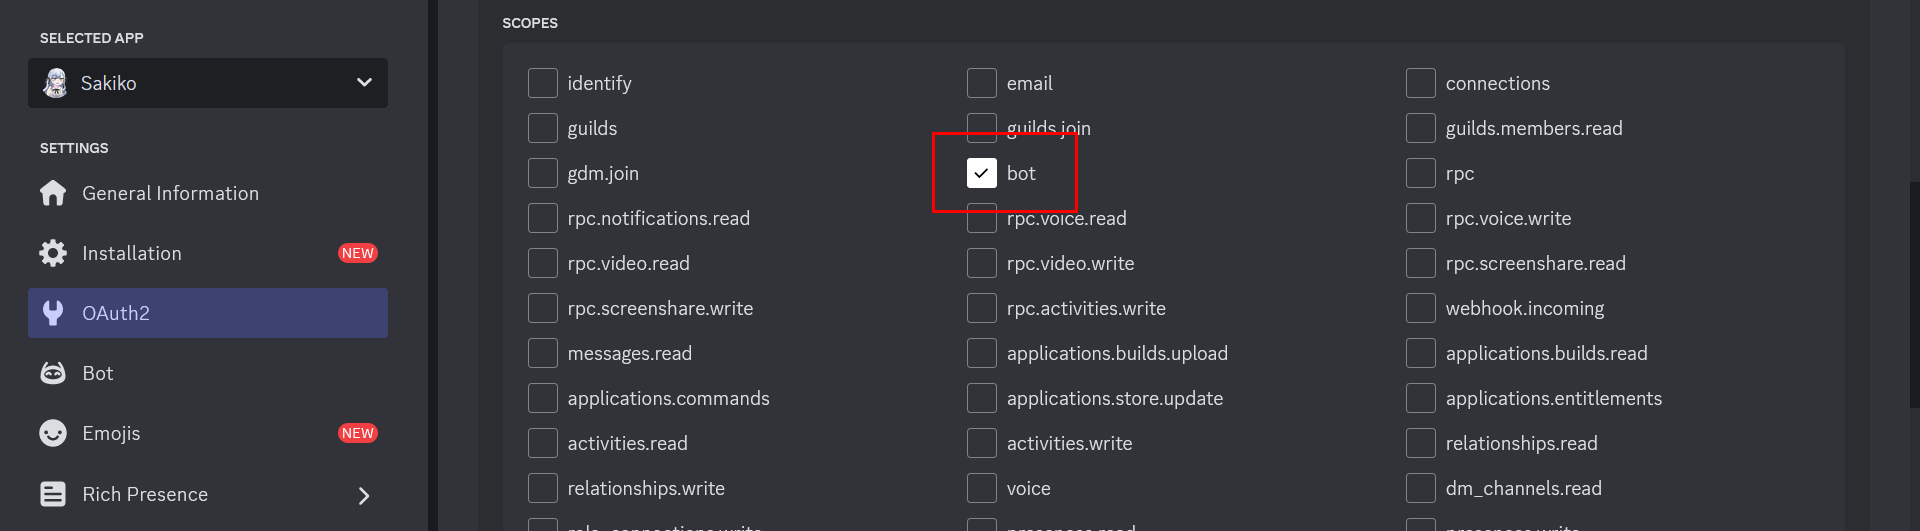 SELECTED APP
Sakiko
SETTINGS
General Information
Installation NEW
OAuth2
Bot
Emojis NEW
Rich Presence
SCOPES
identify email connections
guilds guilds.join guilds.members.read
gdm.join bot rpc
rpc.notifications.read rpc.voice.read rpc.voice.write
rpc.video.read rpc.video.write rpc.screenshare.read
rpc.screenshare.write rpc.activities.write webhook.incoming
messages.read applications.builds.upload applications.builds.read
applications.commands applications.store.update applications.entitlements
activities.read activities.write relationships.read
relationships.write voice dm_channels.read